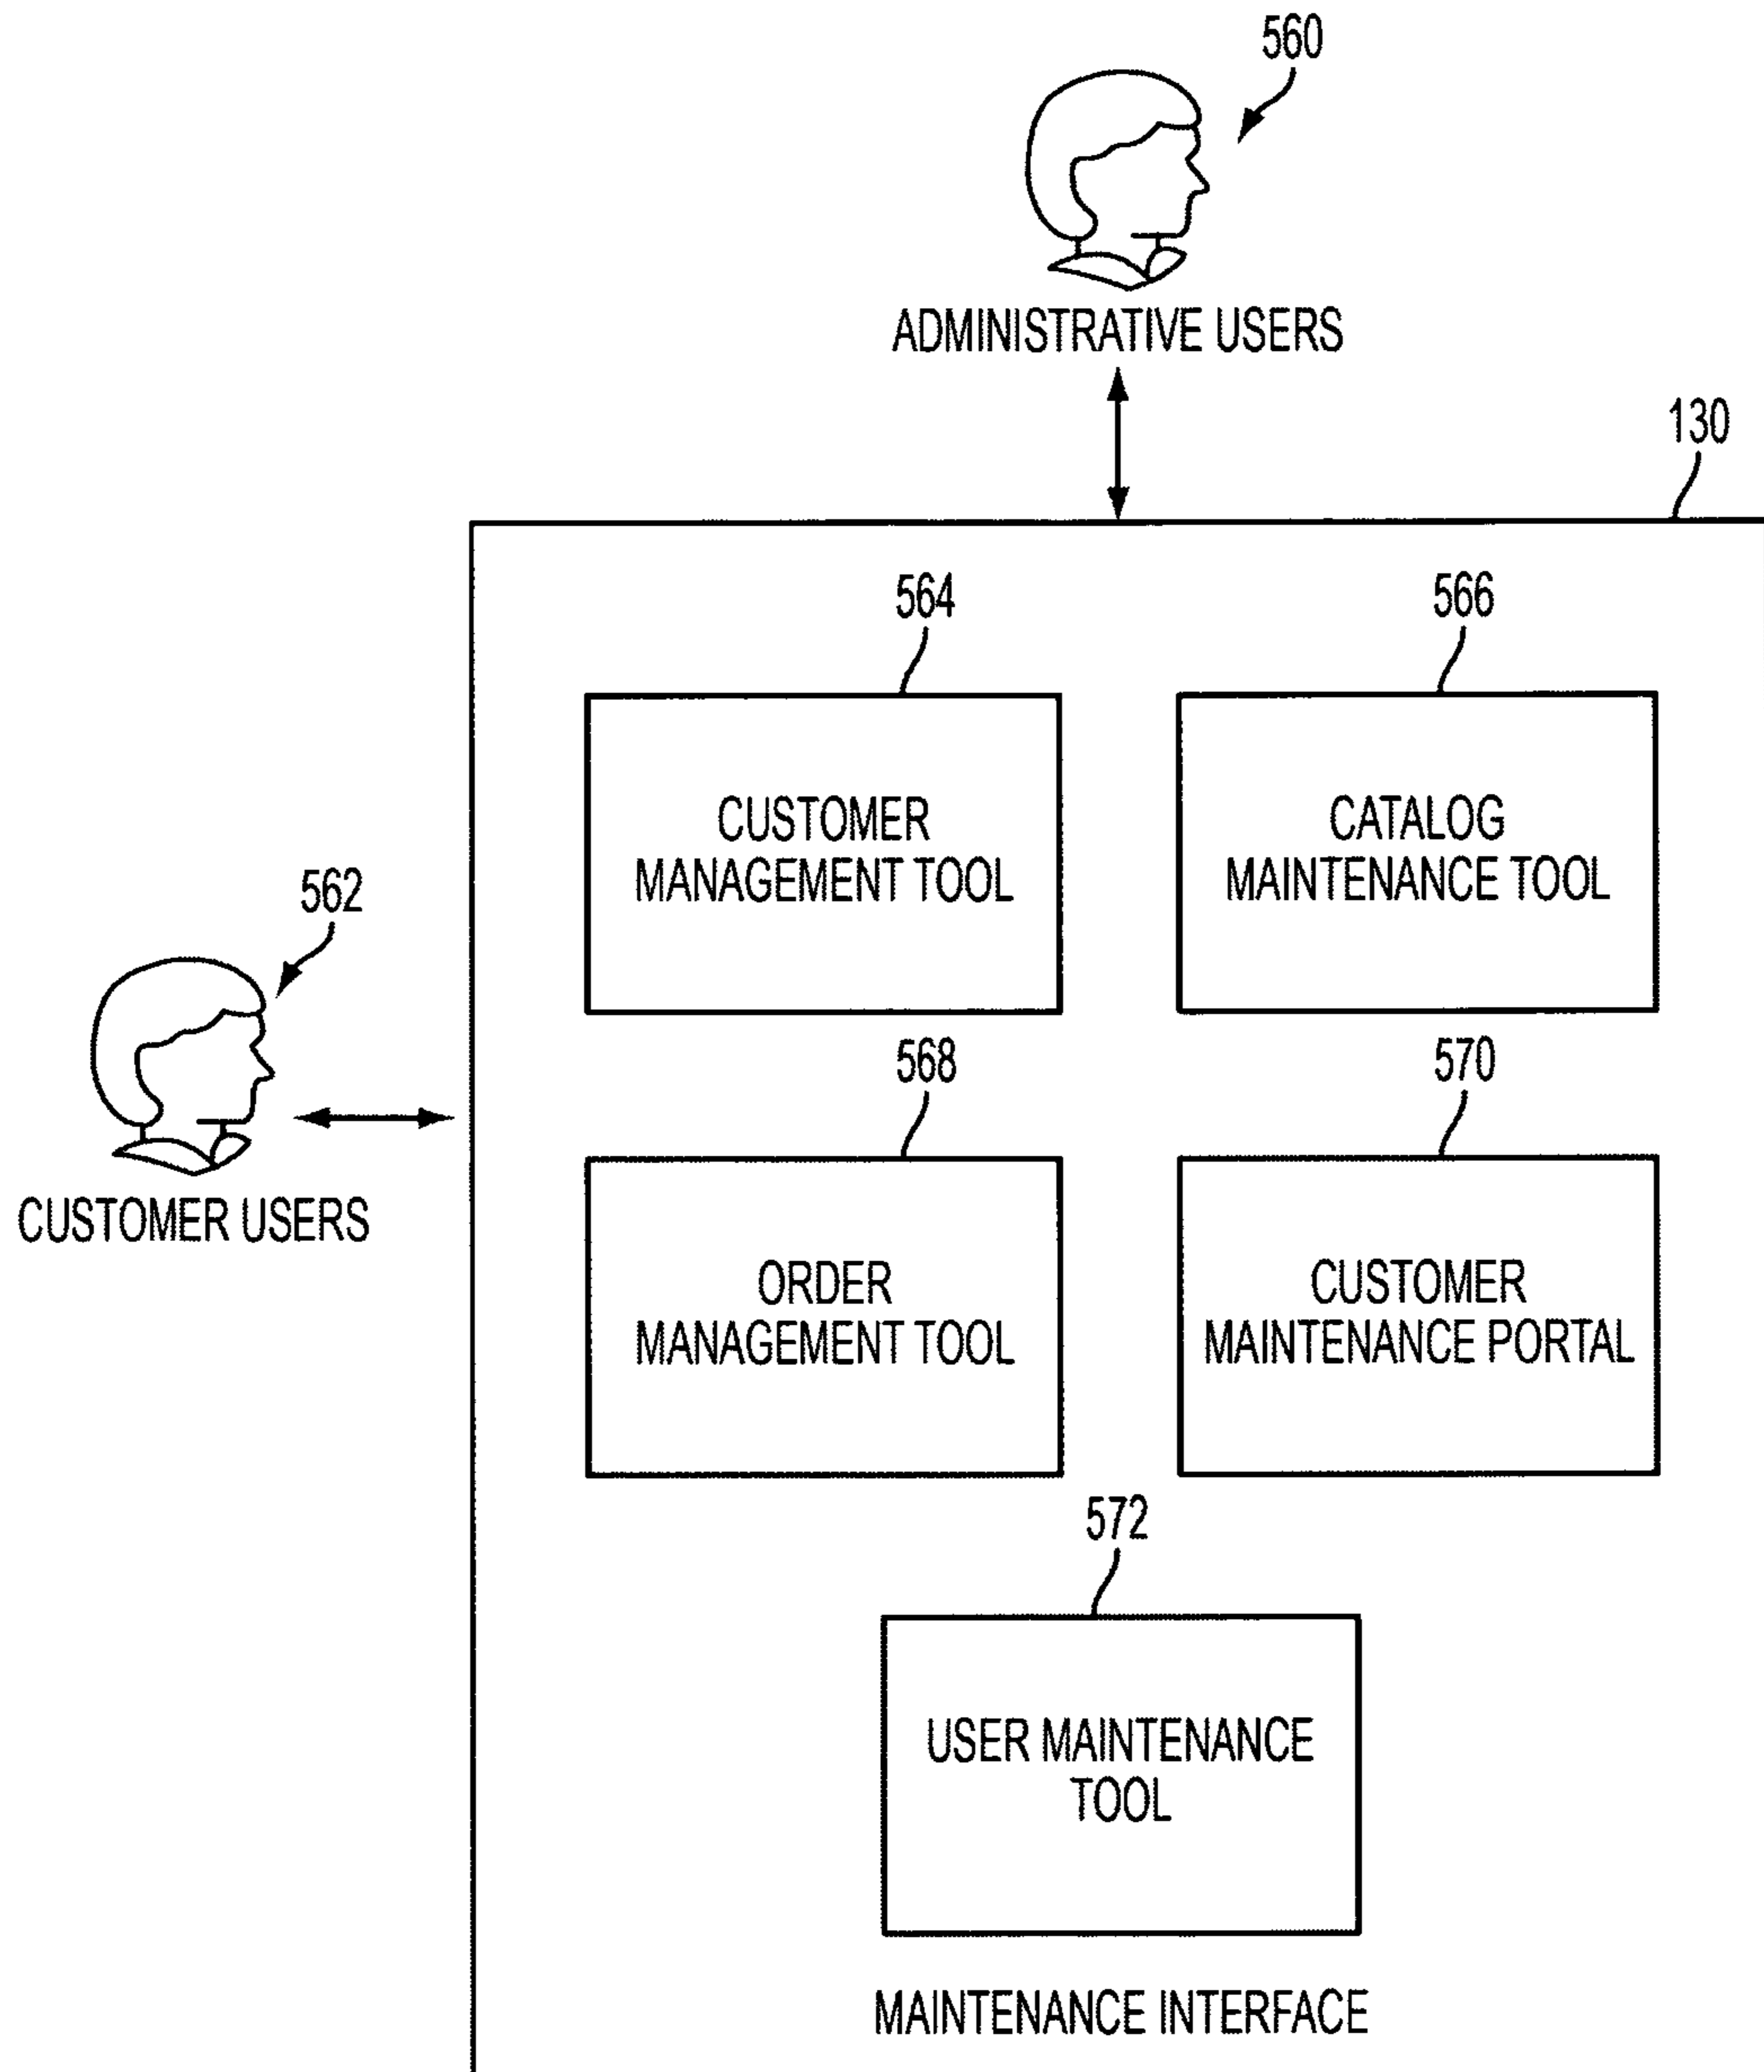 560
ADMINISTRATIVE USERS
130
564
566
CUSTOMER
MANAGEMENT TOOL
CATALOG
MAINTENANCE TOOL
562
CUSTOMER USERS
568
570
ORDER
MANAGEMENT TOOL
CUSTOMER
MAINTENANCE PORTAL
572
USER MAINTENANCE
TOOL
MAINTENANCE INTERFACE